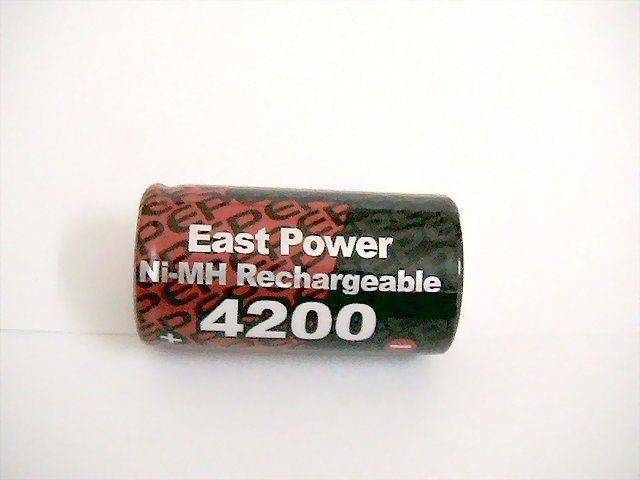 East Power
Ni-MH Rechargeable
4200
+ −